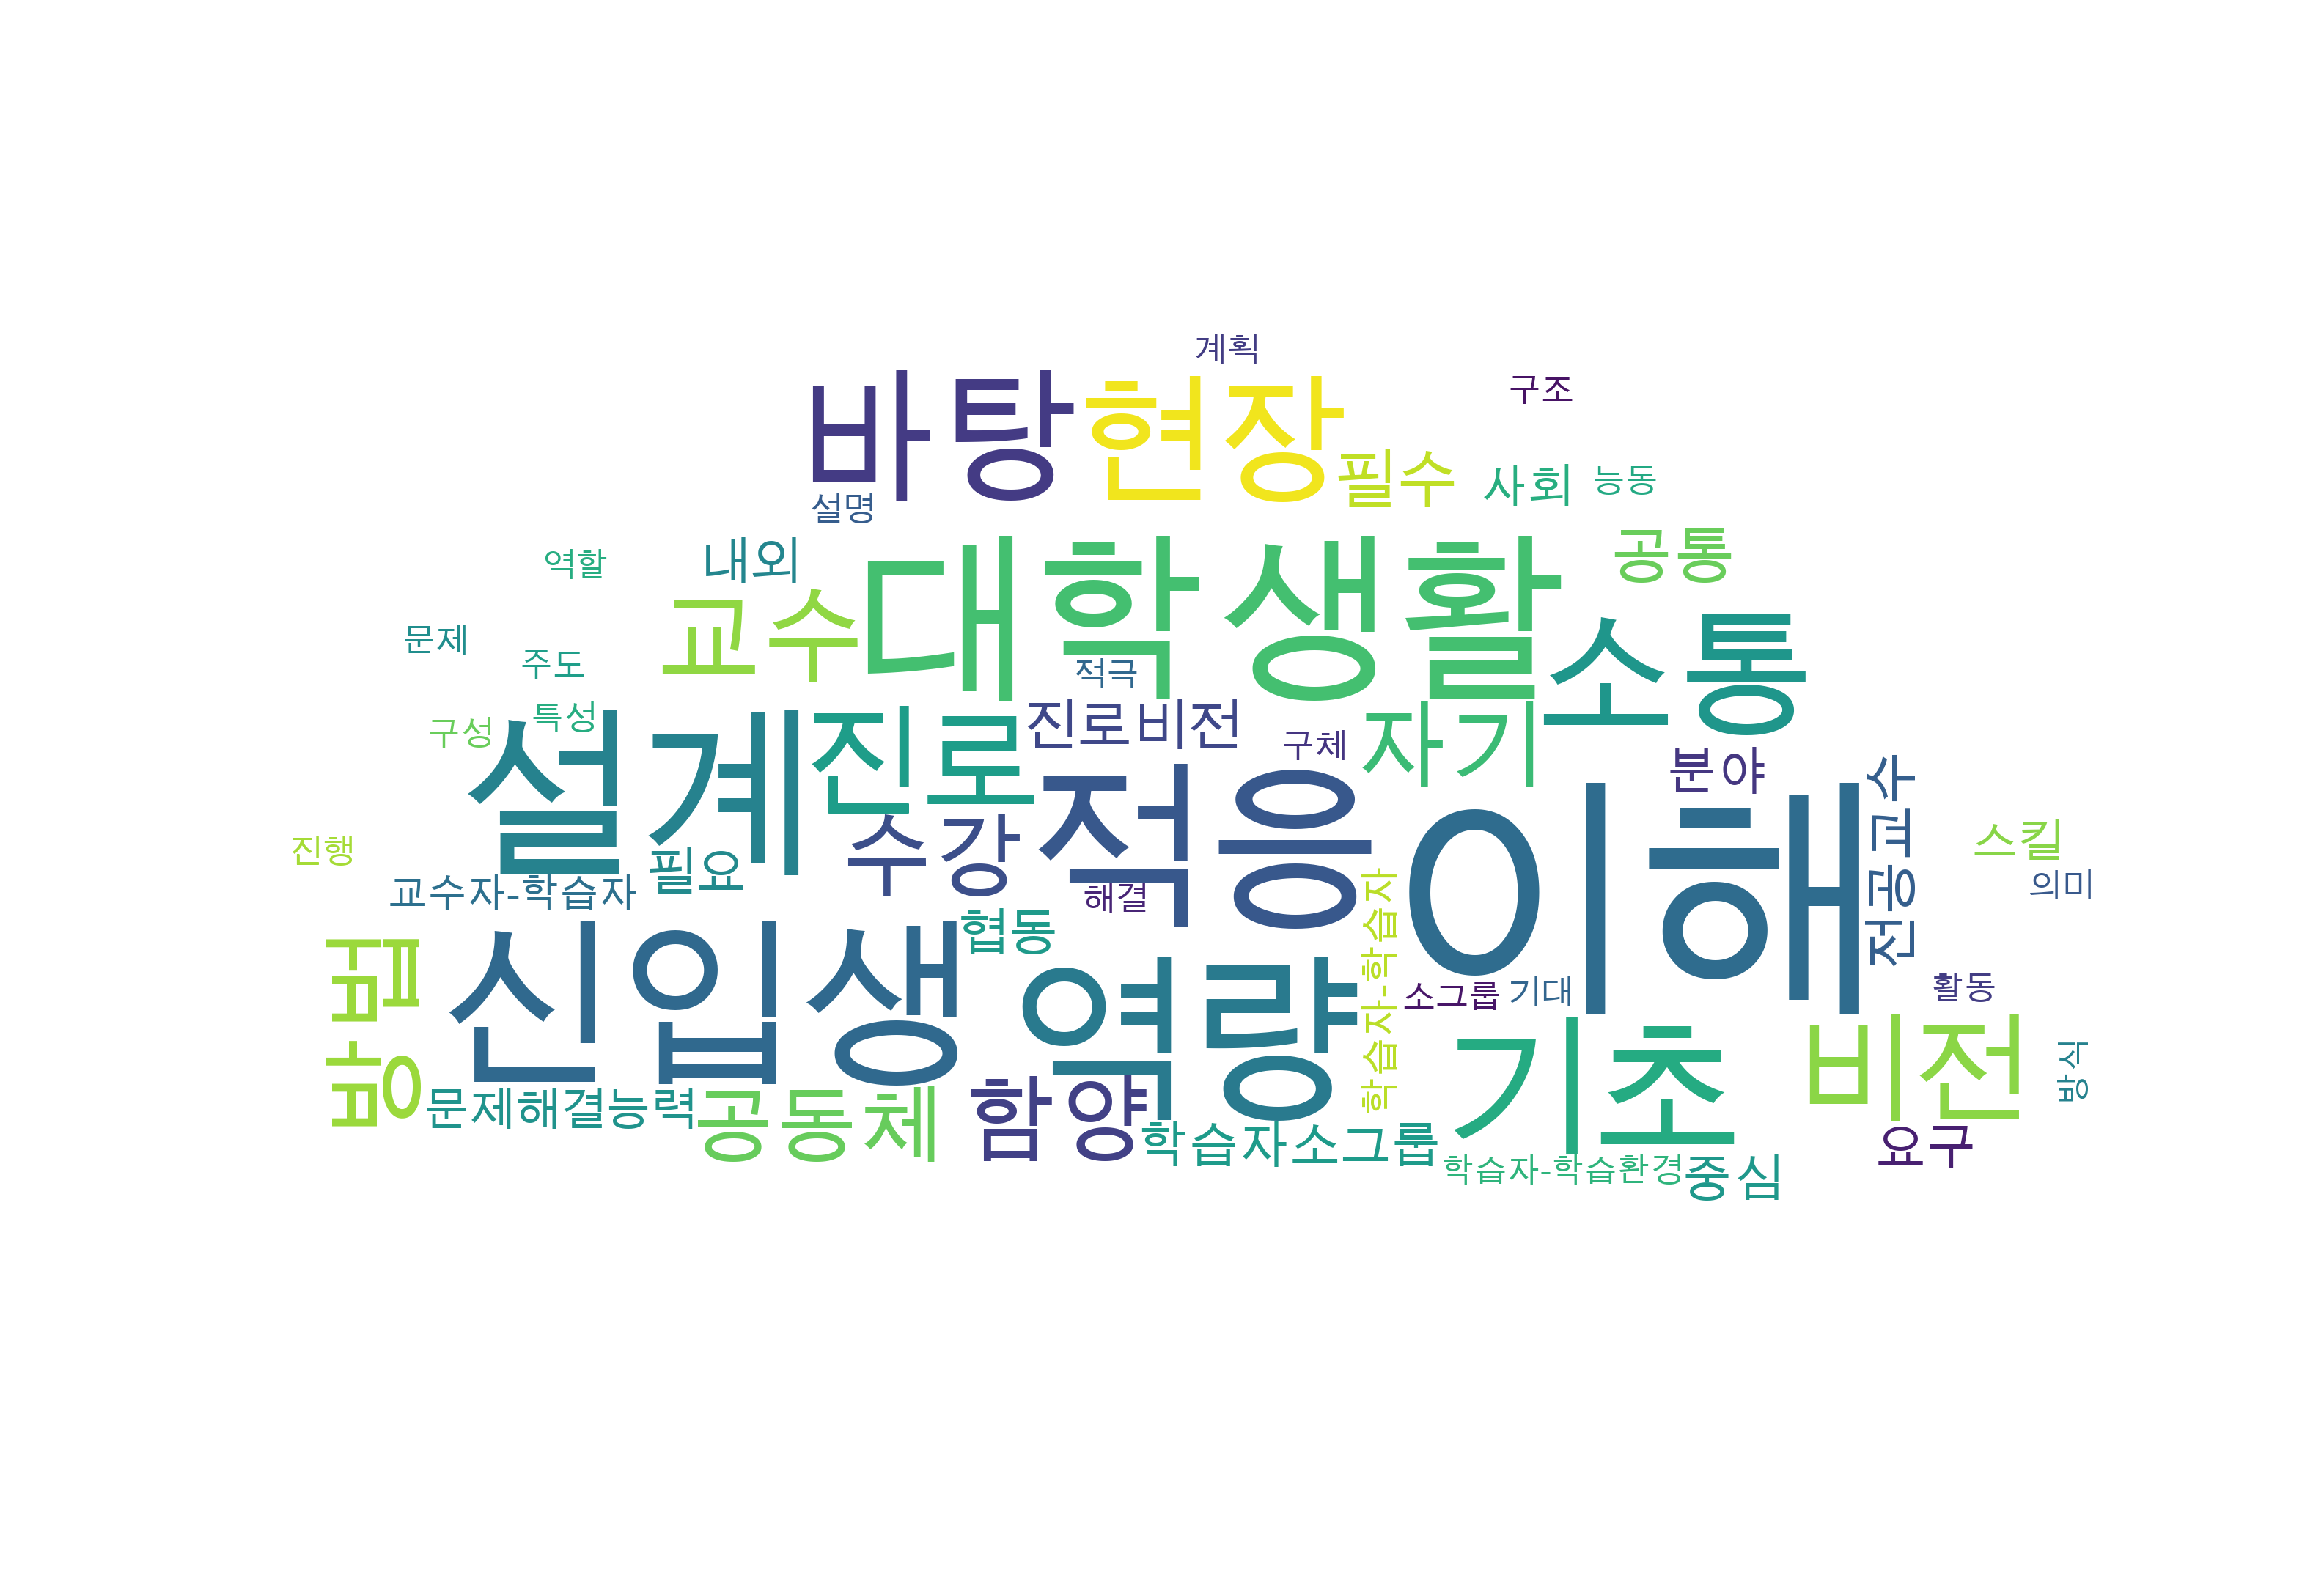 계획
구조
바탕
현장
필수
사회
능동
설명
역할
내외
공통
대학생활
교수
소통
문제
주도
적극
특성
구성
설계
진로
진로비전
구체
자기
분야
전공교수
적응
이해
수강
진행
필요
스킬
의미
교수자-학습자
해결
협동
학습자-학습자
방법
신입생
역량
소그룹
기대
활동
기초
비전
방식
문제해결능력
공동체
함양
학습자소그룹
요구
학습자-학습환경
중심